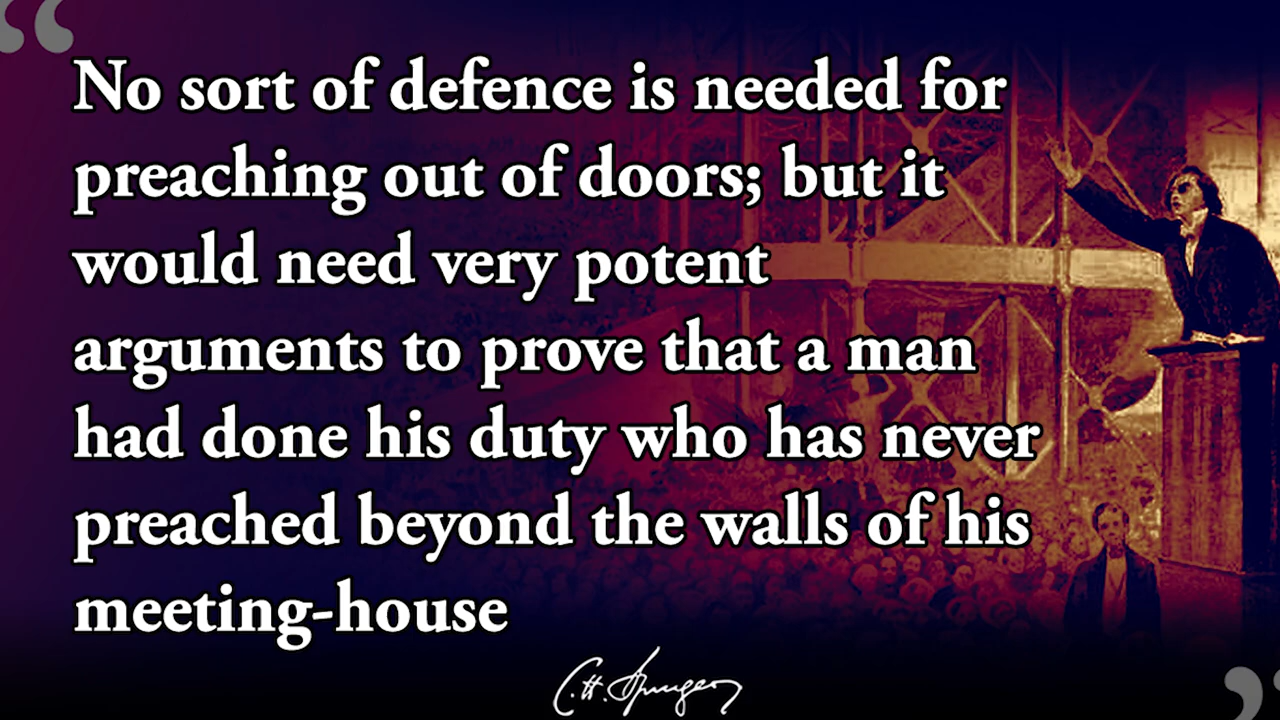 No sort of defence is needed for
preaching out of doors; but it
would need very potent
arguments to prove that a man
had done his duty who has never
preached beyond the walls of his
meeting-house
C. H. Spurgeon